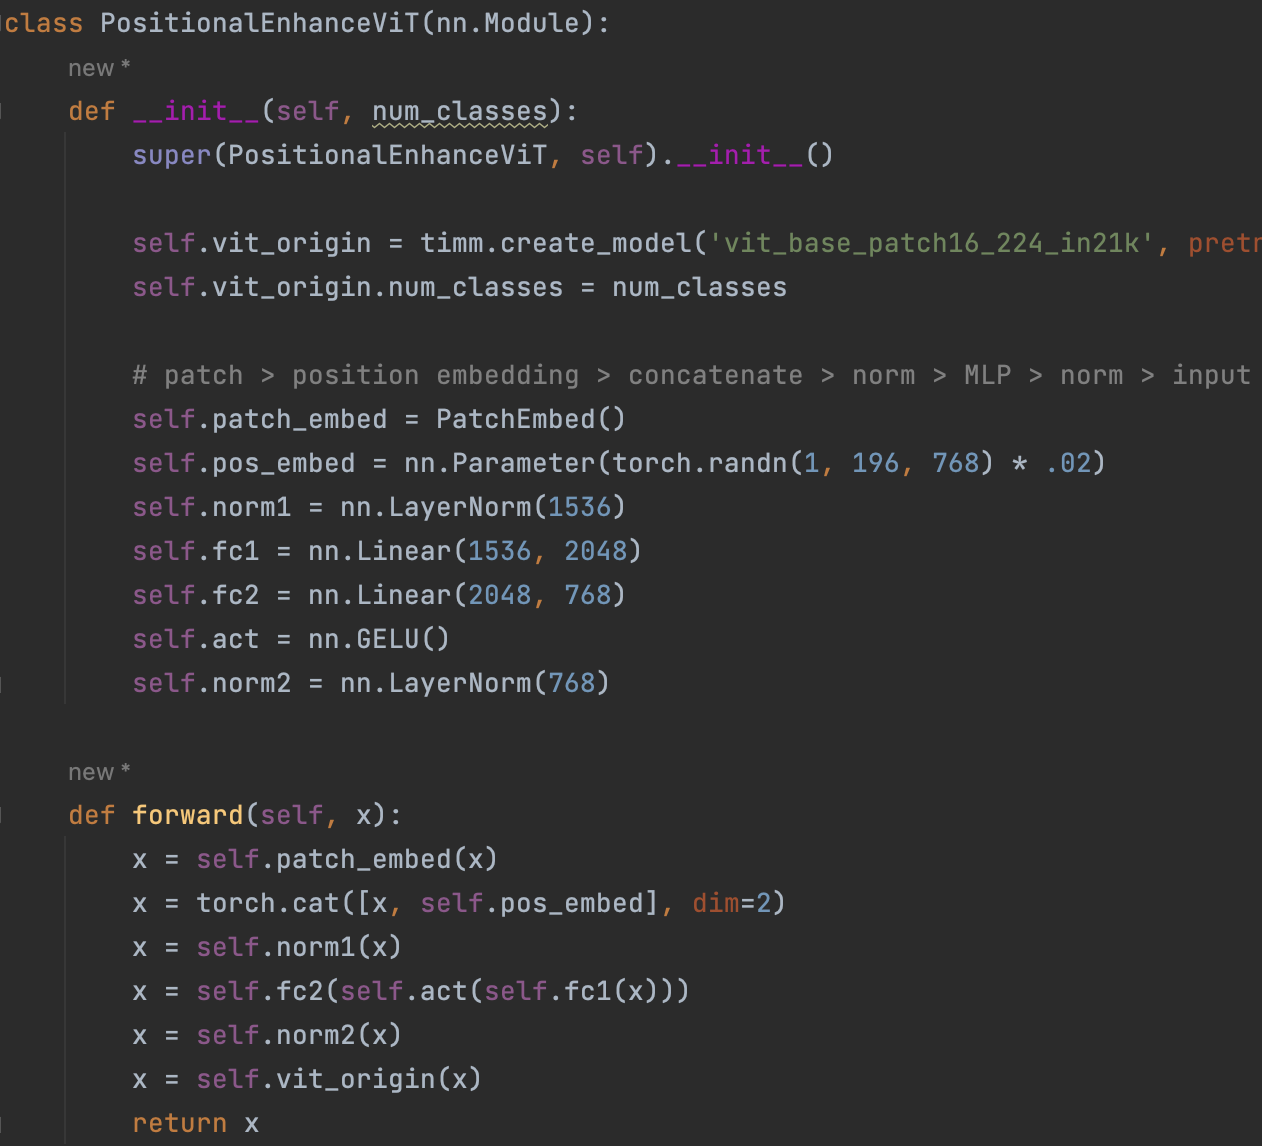 class PositionalEnhanceViT(nn.Module):
new *
def __init__(self, num_classes):
super(PositionalEnhanceViT, self).__init__()
self.vit_origin = timm.create_model('vit_base_patch16_224_in21k', pretr
self.vit_origin.num_classes = num_classes
# patch > position embedding > concatenate > norm > MLP > norm > input
self.patch_embed = PatchEmbed()
self.pos_embed = nn.Parameter(torch.randn(1, 196, 768) * .02)
self.norm1 = nn.LayerNorm(1536)
self.fc1 = nn.Linear(1536, 2048)
self.fc2 = nn.Linear(2048, 768)
self.act = nn.GELU()
self.norm2 = nn.LayerNorm(768)
new *
def forward(self, x):
x = self.patch_embed(x)
x = torch.cat([x, self.pos_embed], dim=2)
x = self.norm1(x)
x = self.fc2(self.act(self.fc1(x)))
x = self.norm2(x)
x = self.vit_origin(x)
return x